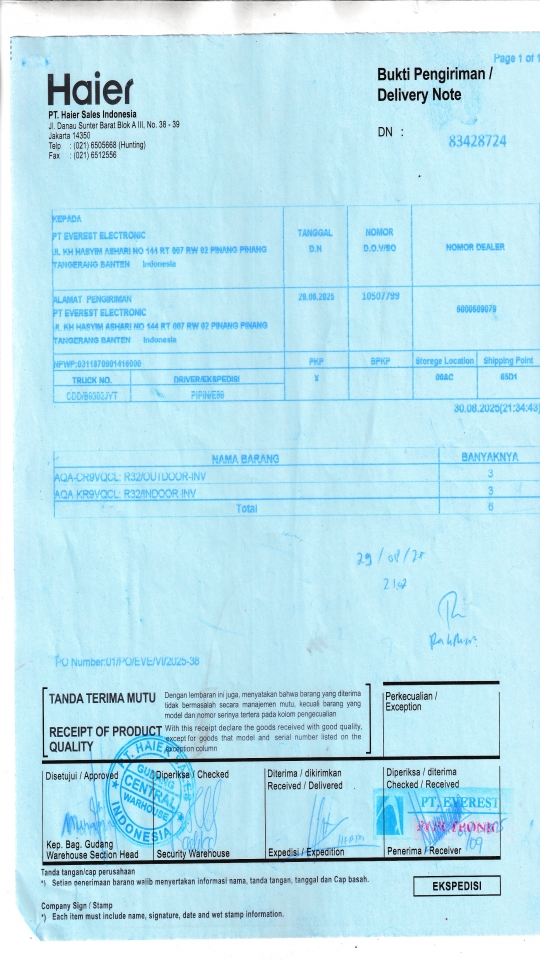 Page 1 of 1
Haier
Bukti Pengiriman /
Delivery Note
PT. Haier Sales Indonesia
Jl. Danau Sunter Barat Blok A III, No. 38 - 39
Jakarta 14350
Telp : (021) 6505668 (Hunting)
Fax : (021) 6512556
DN : 83428724
KEPADA
PT EVEREST ELECTRONIC
JL KH HASYIM ASHARI NO 144 RT 007 RW 02 PINANG PINANG
TANGERANG BANTEN Indonesia
TANGGAL
D.N
NOMOR
D.O.V/SO
NOMOR DEALER
ALAMAT PENGIRIMAN
PT EVEREST ELECTRONIC
JL KH HASYIM ASHARI NO 144 RT 007 RW 02 PINANG PINANG
TANGERANG BANTEN Indonesia
10507799
PKP BPKP Storege Location Shipping Point
TRUCK NO. DRIVER/EKSPEDISI
X
30.08.2025(21:34:43)
NAMA BARANG BANYAKNYA
AQA-CR9VQCL: R32/OUTDOOR-INV 3
AQA-KR9VQCL: R32/INDOOR-INV 3
Total 6
PO Number:01/PO/EVE/VI/2025-38
TANDA TERIMA MUTU
Dengan lembaran ini juga, menyatakan bahwa barang yang diterima
tidak bermasalah secara manajemen mutu, kecuali barang yang
model dan nomor serinya tertera pada kolom pengecualian
RECEIPT OF PRODUCT
QUALITY
With this receipt declare the goods received with good quality,
except for goods that model and serial number listed on the
exception column
Perkecualian /
Exception
Disetujui / Approved
Diperiksa / Checked
Diterima / dikirimkan
Received / Delivered
Diperiksa / diterima
Checked / Received
PT. HAIER SALES
INDONESIA
GUDANG
CENTRAL
WAREHOUSE
PT. EVEREST
Kep. Bag. Gudang
Warehouse Section Head
Security Warehouse
Expedisi / Expedition
Penerima / Receiver
Tanda tangan/cap perusahaan
*) Setian penerimaan barang wajib menyertakan informasi nama, tanda tangan, tanggal dan Cap basah.
EKSPEDISI
Company Sign / Stamp
*) Each item must include name, signature, date and wet stamp information.